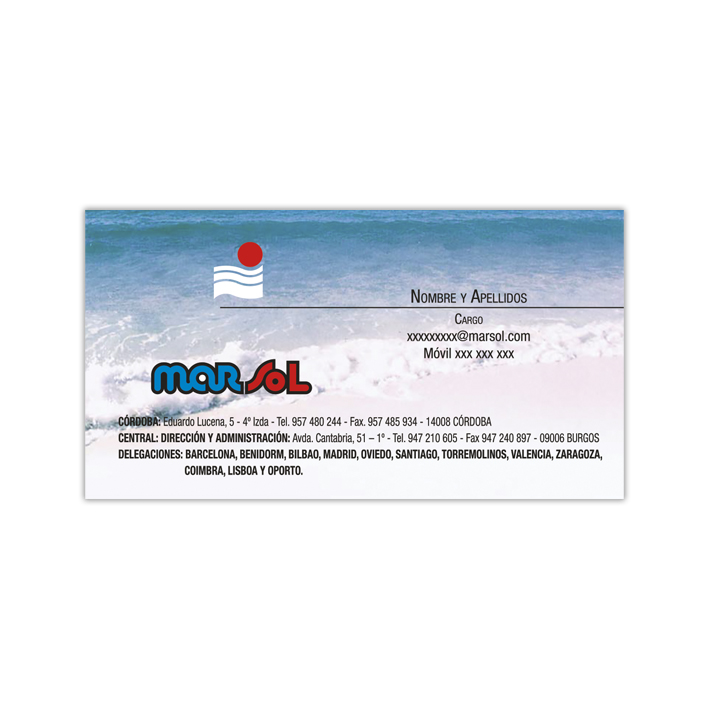 Nombre y Apellidos
Cargo
xxxxxxxxx@marsol.com
Móvil xxx xxx xxx
marsol
CÓRDOBA: Eduardo Lucena, 5 - 4º Izda - Tel. 957 480 244 - Fax. 957 485 934 - 14008 CÓRDOBA
CENTRAL: DIRECCIÓN Y ADMINISTRACIÓN: Avda. Cantabria, 51 – 1º - Tel. 947 210 605 - Fax 947 240 897 - 09006 BURGOS
DELEGACIONES: BARCELONA, BENIDORM, BILBAO, MADRID, OVIEDO, SANTIAGO, TORREMOLINOS, VALENCIA, ZARAGOZA,
COIMBRA, LISBOA Y OPORTO.